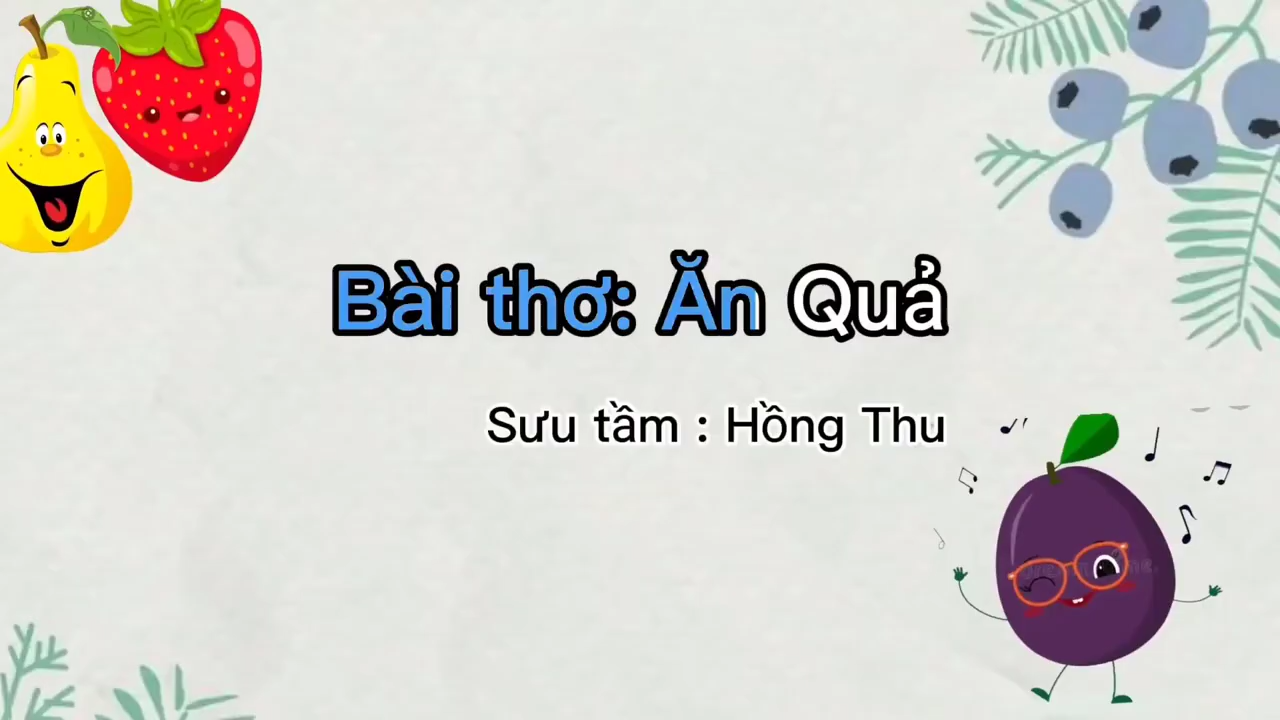 Bài thơ: Ăn Quả
Sưu tầm : Hồng Thu